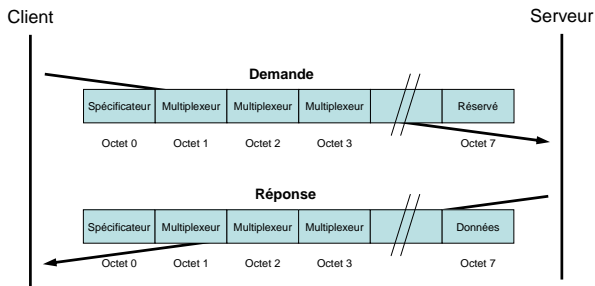 Client Serveur
Demande
Spécificateur Multiplexeur Multiplexeur Multiplexeur Réservé
Octet 0 Octet 1 Octet 2 Octet 3 Octet 7
Réponse
Spécificateur Multiplexeur Multiplexeur Multiplexeur Données
Octet 0 Octet 1 Octet 2 Octet 3 Octet 7